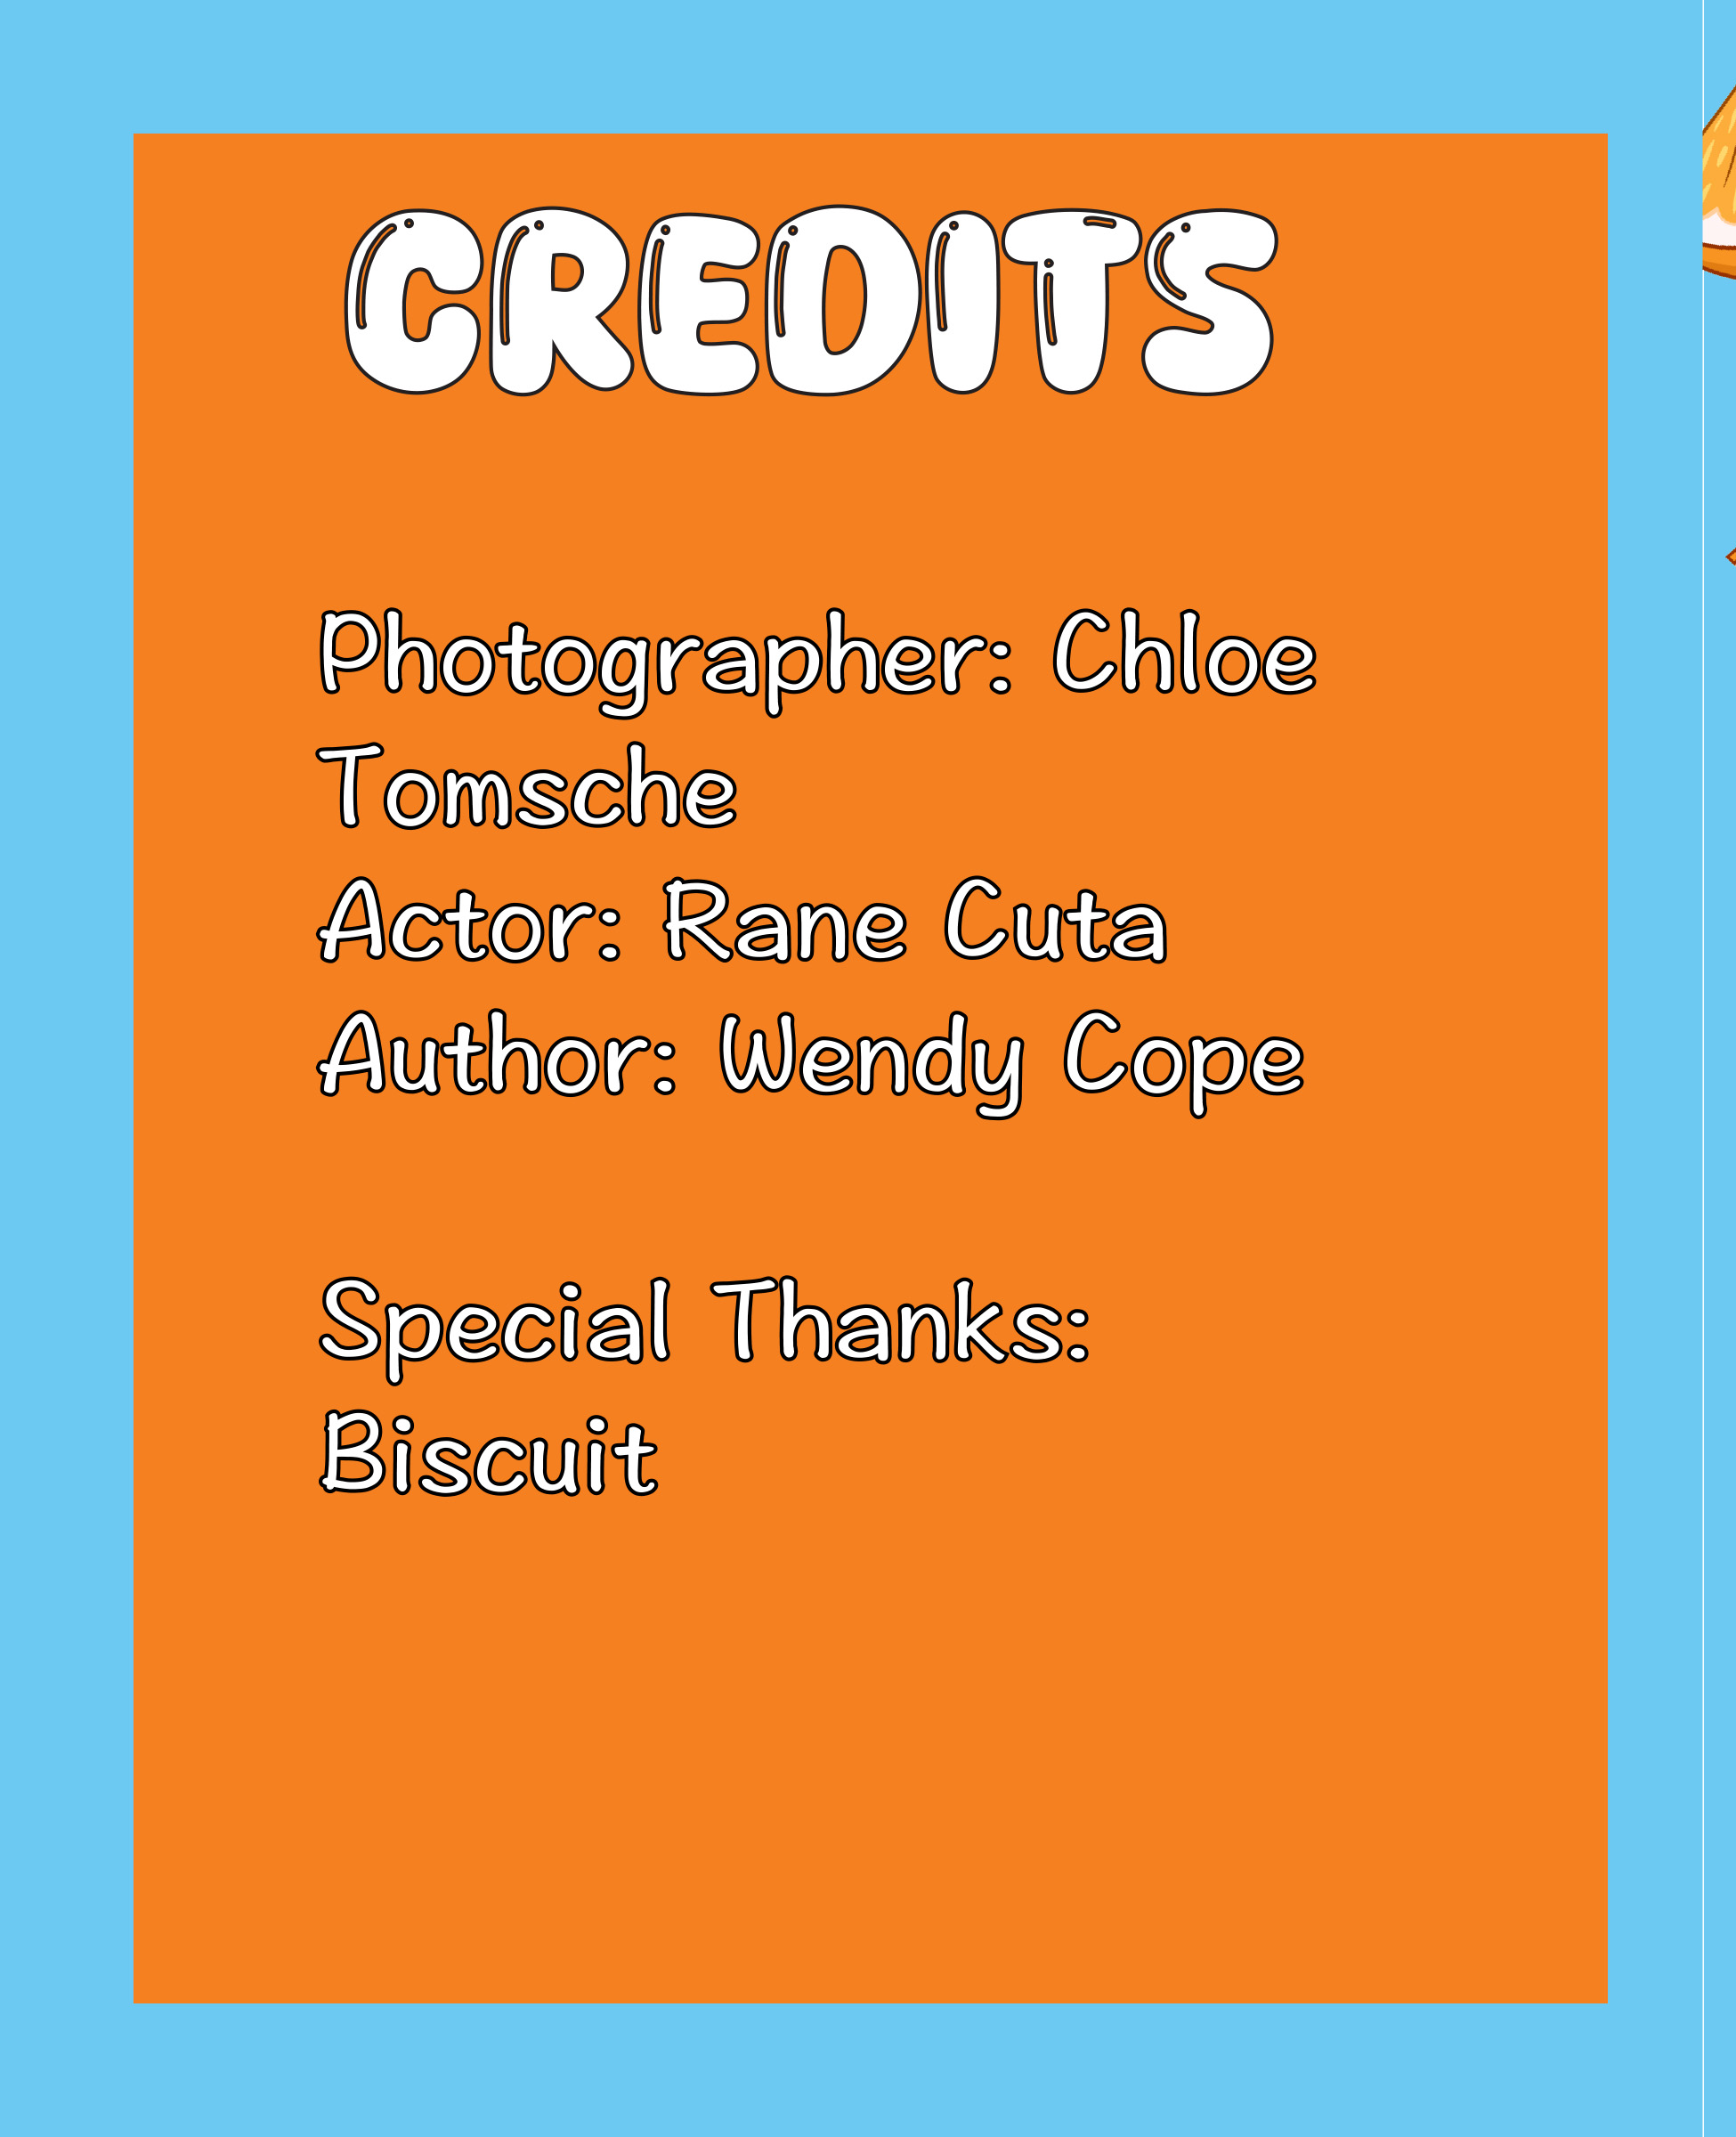 CREDITS
Photographer: Chloe
Tomsche
Actor: Rane Cuta
Author: Wendy Cope
Special Thanks:
Biscuit